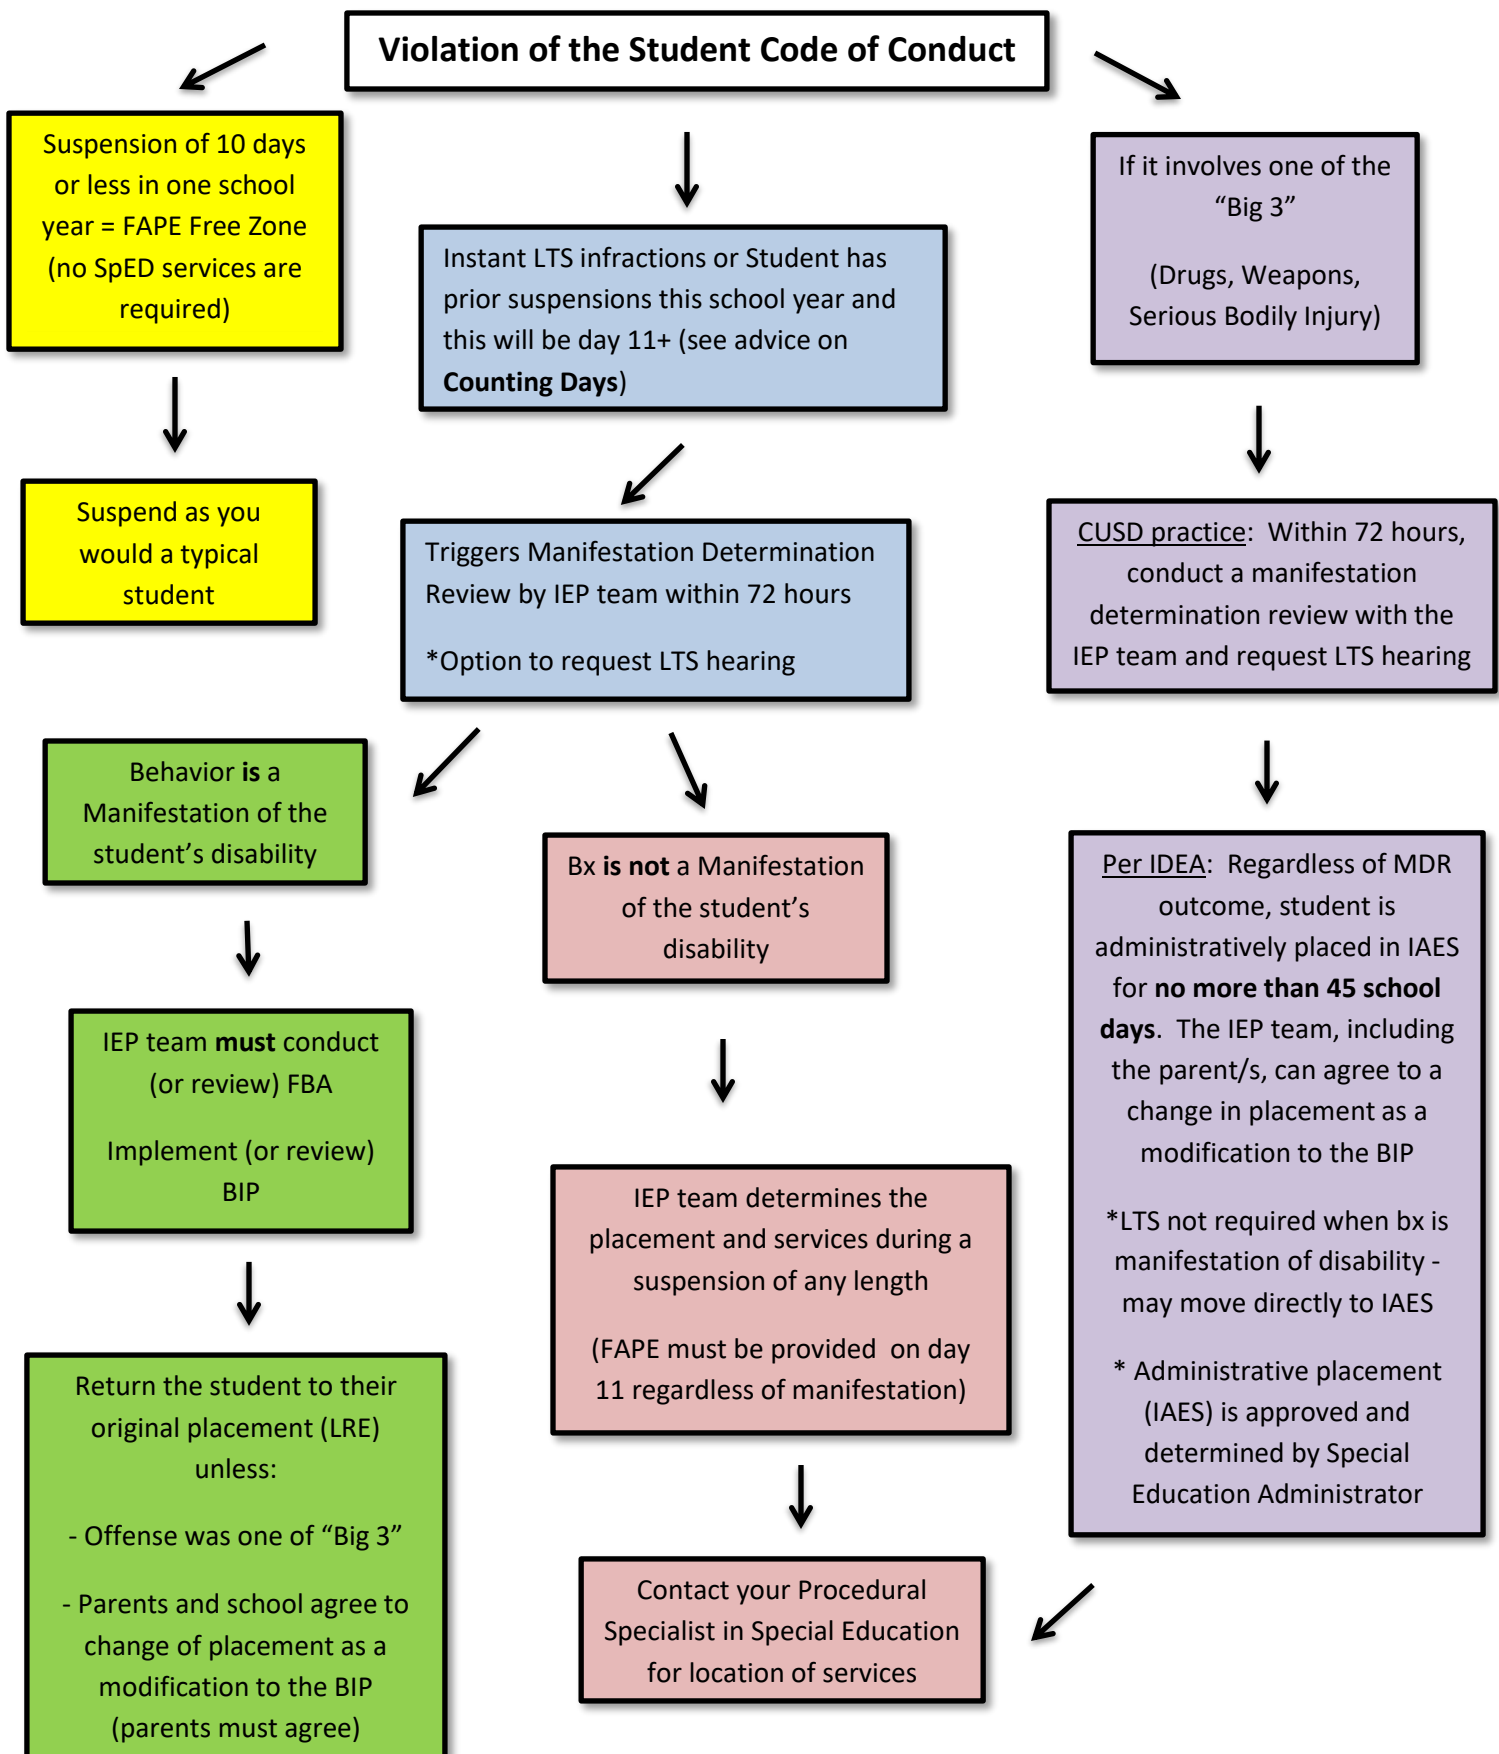 Violation of the Student Code of Conduct
Suspension of 10 days
or less in one school
year = FAPE Free Zone
(no SpED services are
required)
Suspend as you
would a typical
student
Instant LTS infractions or Student has
prior suspensions this school year and
this will be day 11+ (see advice on
Counting Days)
Triggers Manifestation Determination
Review by IEP team within 72 hours
*Option to request LTS hearing
Behavior is a
Manifestation of the
student’s disability
IEP team must conduct
(or review) FBA
Implement (or review)
BIP
Return the student to their
original placement (LRE)
unless:
- Offense was one of “Big 3”
- Parents and school agree to
change of placement as a
modification to the BIP
(parents must agree)
Bx is not a Manifestation
of the student’s
disability
IEP team determines the
placement and services during a
suspension of any length
(FAPE must be provided  on day
11 regardless of manifestation)
Contact your Procedural
Specialist in Special Education
for location of services
If it involves one of the
“Big 3”
(Drugs, Weapons,
Serious Bodily Injury)
CUSD practice:  Within 72 hours,
conduct a manifestation
determination review with the
IEP team and request LTS hearing
Per IDEA:  Regardless of MDR
outcome, student is
administratively placed in IAES
for no more than 45 school
days.  The IEP team, including
the parent/s, can agree to a
change in placement as a
modification to the BIP
*LTS not required when bx is
manifestation of disability -
may move directly to IAES
* Administrative placement
(IAES) is approved and
determined by Special
Education Administrator